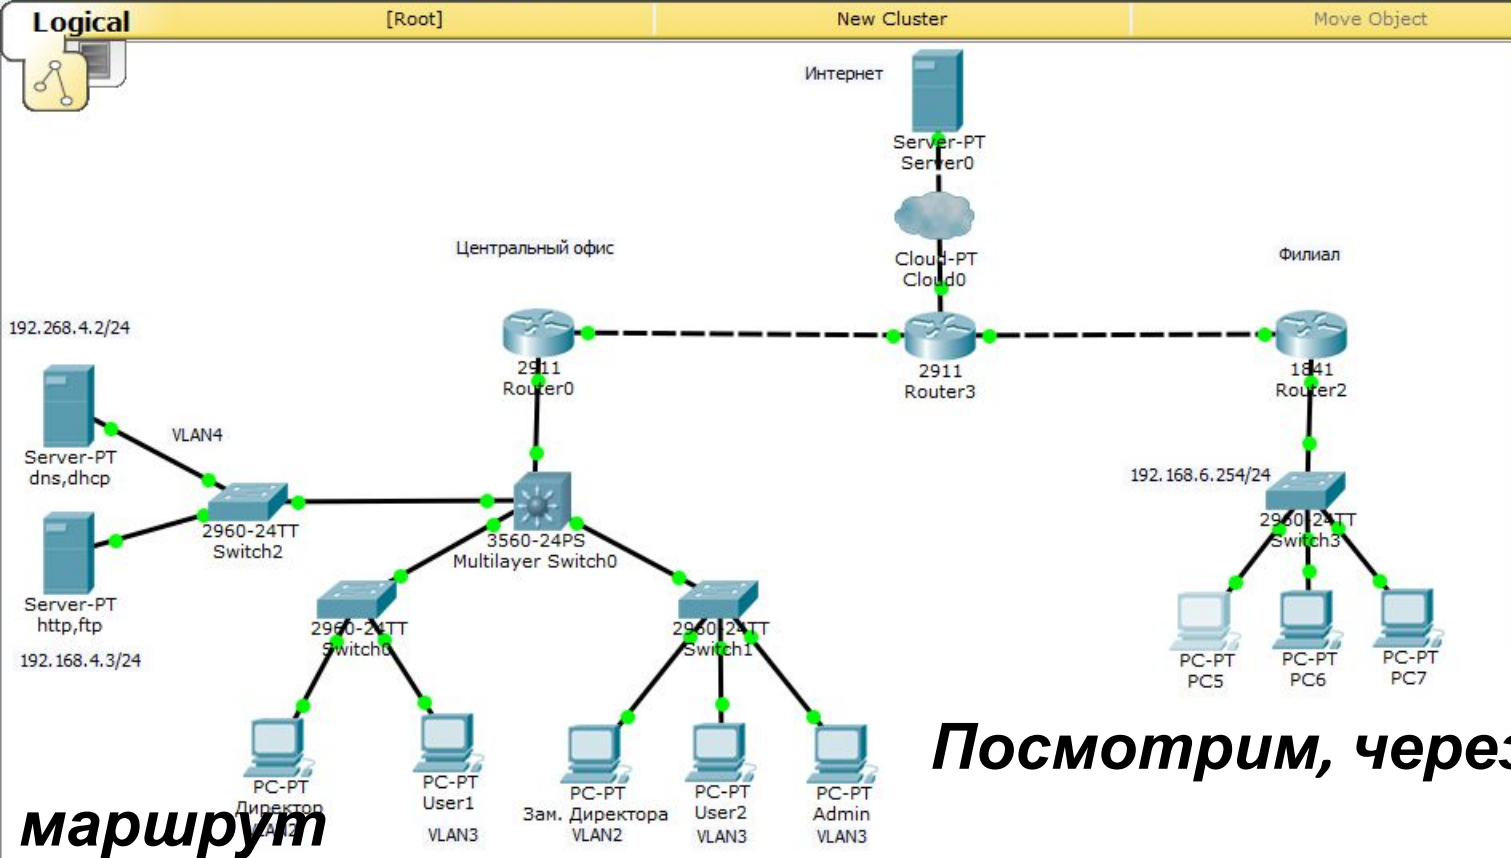 Logical
[Root]
New Cluster
Move Object
Интернет
Server-PT
Server0
Центральный офис
Cloud-PT
Cloud0
Филиал
192.268.4.2/24
2911
Router0
2911
Router3
1841
Router2
VLAN4
Server-PT
dns,dhcp
192.168.6.254/24
2960-24TT
Switch2
3560-24PS
Multilayer Switch0
2960-24TT
Switch3
Server-PT
http,ftp
192.168.4.3/24
2960-24TT
Switch0
2960-24TT
Switch1
PC-PT
PC5
PC-PT
PC6
PC-PT
PC7
Посмотрим, через
маршрут
PC-PT
Директор
VLAN2
PC-PT
User1
VLAN3
PC-PT
Зам. Директора
VLAN2
PC-PT
User2
VLAN3
PC-PT
Admin
VLAN3